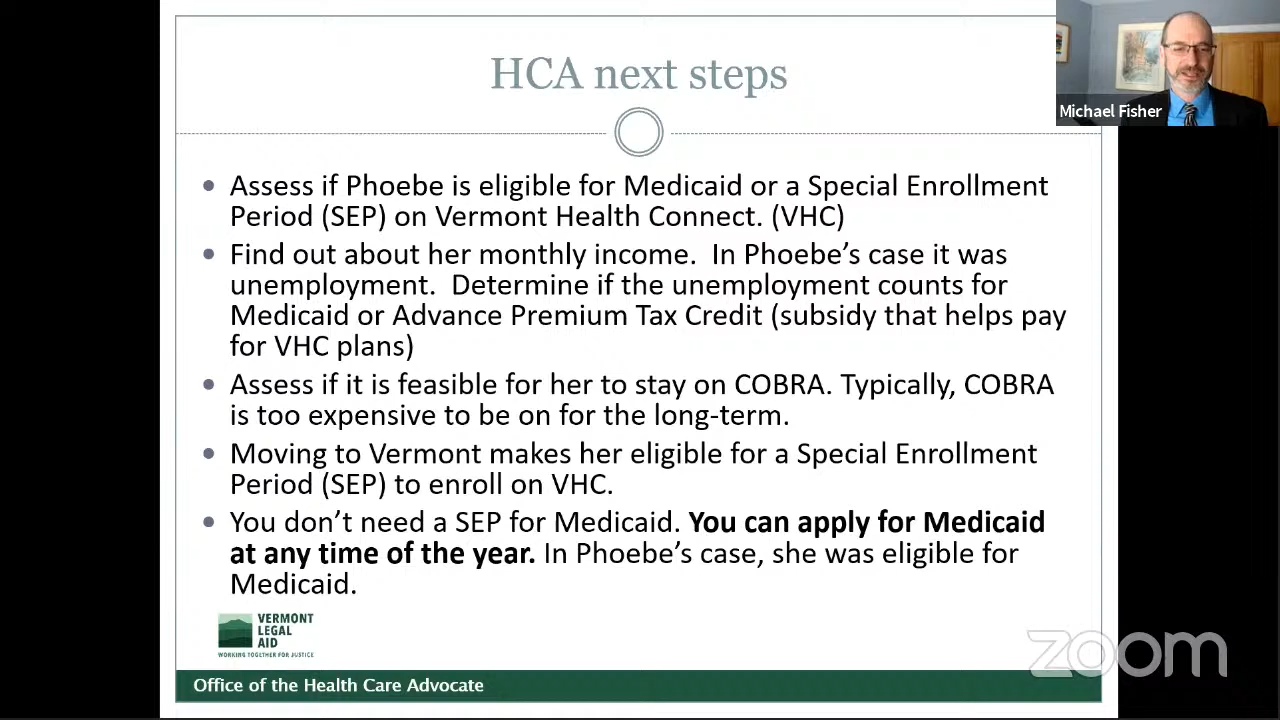 HCA next steps
Michael Fisher
• Assess if Phoebe is eligible for Medicaid or a Special Enrollment
Period (SEP) on Vermont Health Connect. (VHC)
• Find out about her monthly income.  In Phoebe’s case it was
unemployment.  Determine if the unemployment counts for
Medicaid or Advance Premium Tax Credit (subsidy that helps pay
for VHC plans)
• Assess if it is feasible for her to stay on COBRA. Typically, COBRA
is too expensive to be on for the long-term.
• Moving to Vermont makes her eligible for a Special Enrollment
Period (SEP) to enroll on VHC.
• You don’t need a SEP for Medicaid. You can apply for Medicaid
at any time of the year. In Phoebe’s case, she was eligible for
Medicaid.
VERMONT
LEGAL
AID
WORKING TOGETHER FOR JUSTICE
zoom
Office of the Health Care Advocate